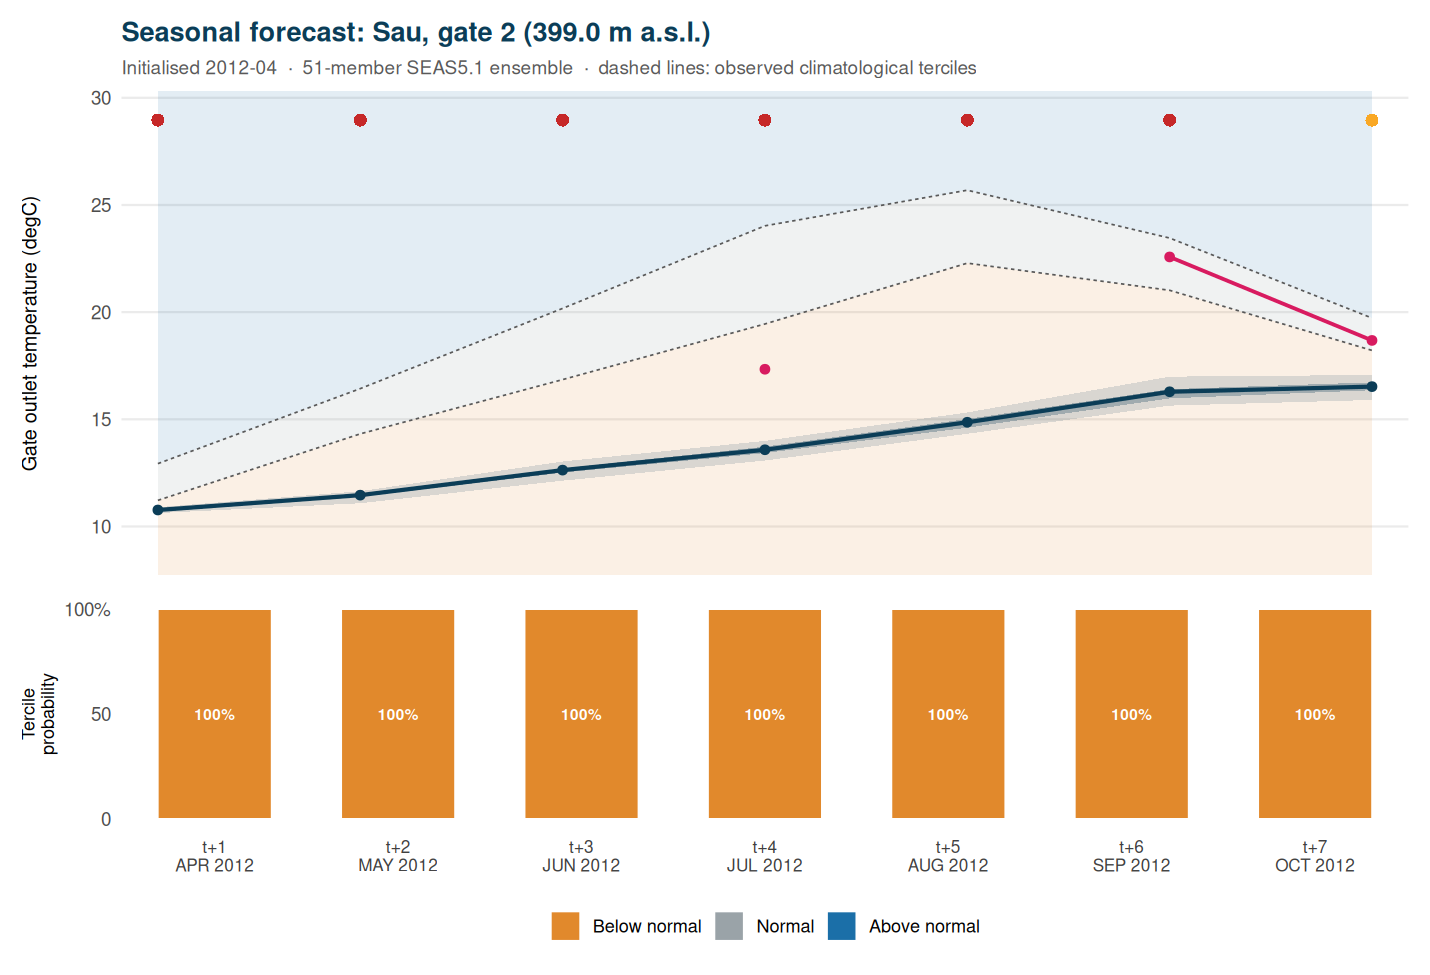 Seasonal forecast: Sau, gate 2 (399.0 m a.s.l.)
Initialised 2012-04 · 51-member SEAS5.1 ensemble · dashed lines: observed climatological terciles
Gate outlet temperature (degC)
30
25
20
15
10
Tercile
probability
100%
50
0
100% 100% 100% 100% 100% 100% 100%
t+1 t+2 t+3 t+4 t+5 t+6 t+7
APR 2012 MAY 2012 JUN 2012 JUL 2012 AUG 2012 SEP 2012 OCT 2012
Below normal Normal Above normal